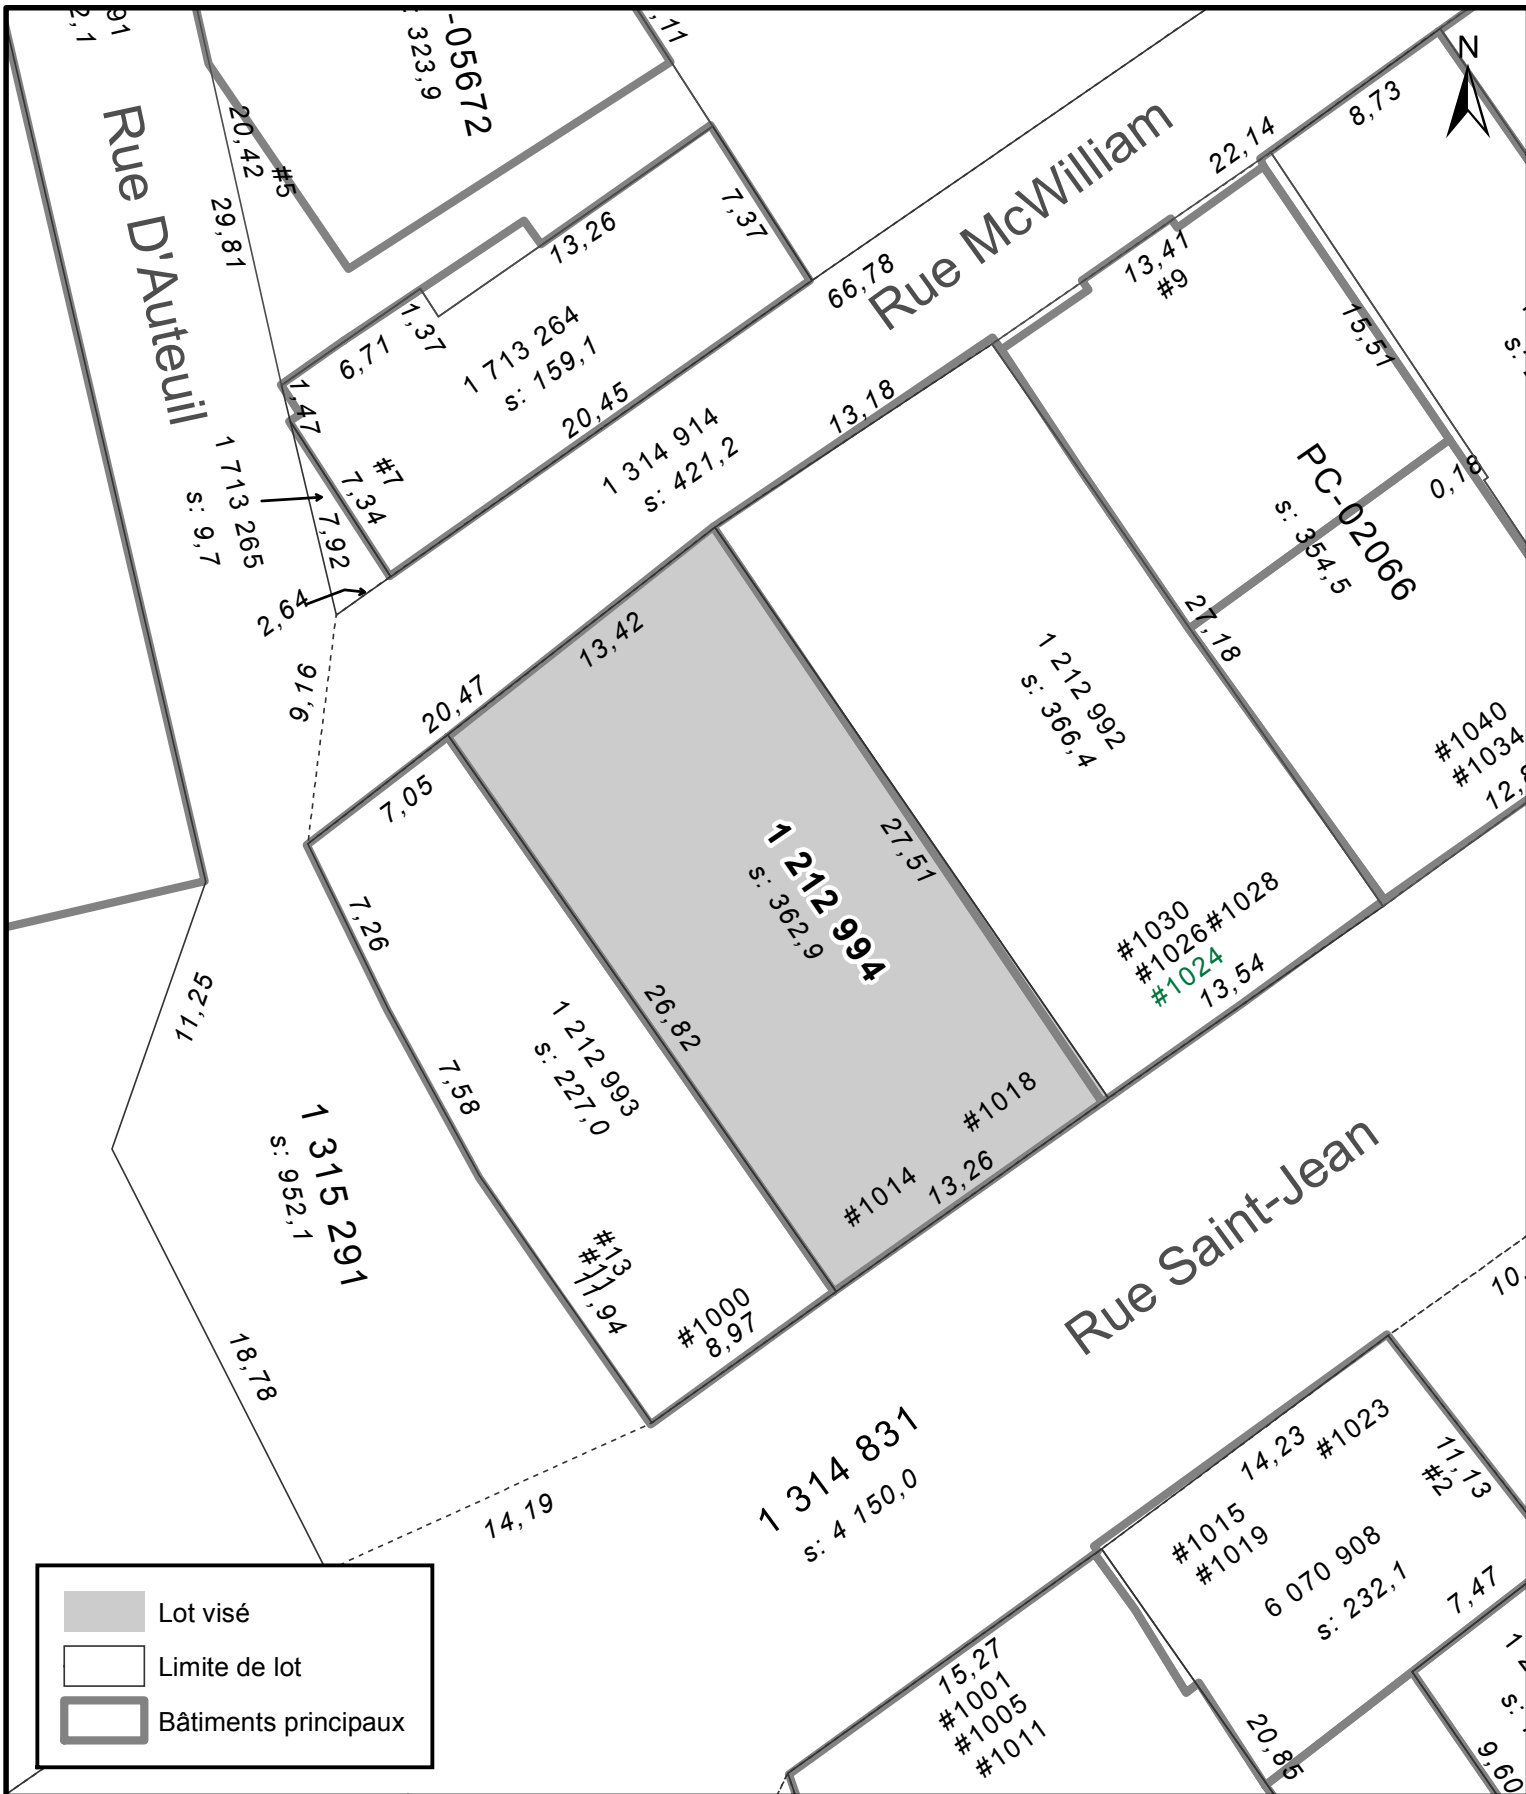 -05672
323,9
,11
N
20,42
#5
29,81
Rue D'Auteuil
8,73
22,14
7,37
13,26
66,78
Rue McWilliam
13,41
#9
15,51
1,37
6,71
1 713 264
s: 159,1
20,45
1,47
#7
7,34
7,92
1 713 265
s: 9,7
2,64
9,16
1 314 914
s: 421,2
13,18
PC-02066
s: 354,5
0,18
13,42
20,47
7,05
27,18
1 212 992
s: 366,4
#1040
#1034
27,51
1 212 994
s: 362,9
7,26
11,25
26,82
#1030
#1026
#1028
#1024
13,54
1 212 993
s: 227,0
7,58
#1018
#1014
13,26
1 315 291
s: 952,1
#13
#11
11,94
#1000
8,97
Rue Saint-Jean
18,78
14,19
1 314 831
s: 4 150,0
14,23
#1023
11,13
#2
#1015
#1019
6 070 908
s: 232,1
7,47
15,27
#1001
#1005
#1011
20,85
9,60
Lot visé
Limite de lot
Bâtiments principaux